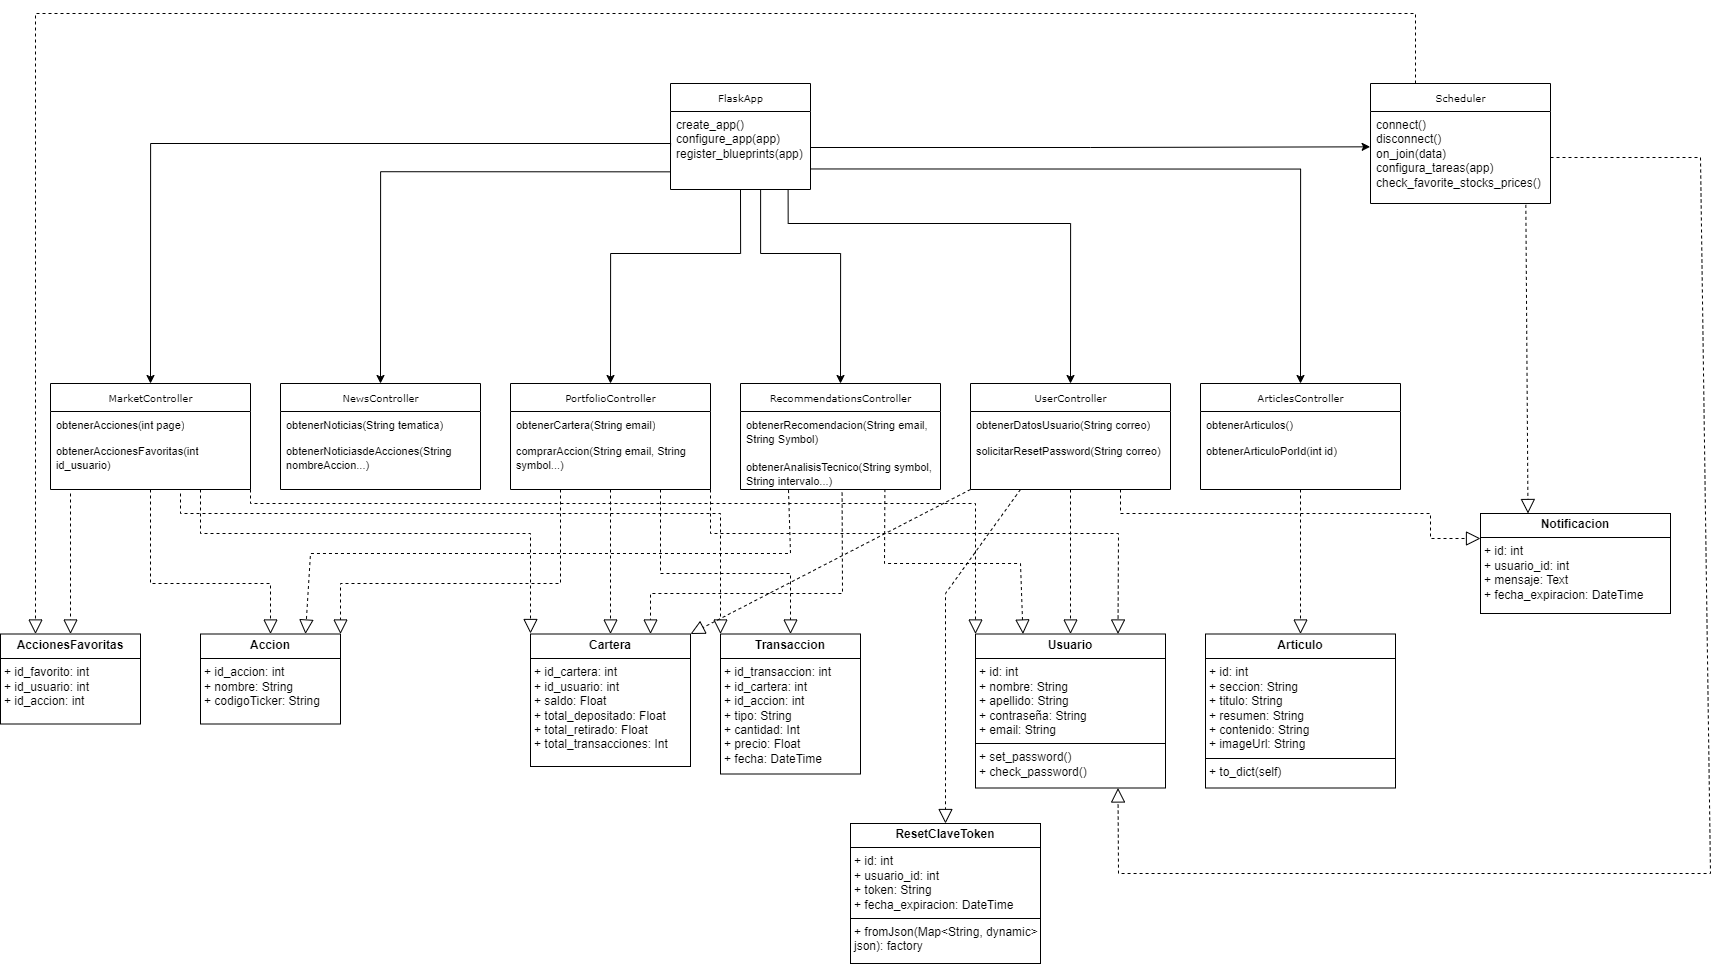 FlaskApp
create_app()
configure_app(app)
register_blueprints(app)
Scheduler
connect()
disconnect()
on_join(data)
configura_tareas(app)
check_favorite_stocks_prices()
MarketController
obtenerAcciones(int page)
obtenerAccionesFavoritas(int
id_usuario)
NewsController
obtenerNoticias(String tematica)
obtenerNoticiasdeAcciones(String
nombreAccion...)
PortfolioController
obtenerCartera(String email)
comprarAccion(String email, String
symbol...)
RecommendationsController
obtenerRecomendacion(String email,
String Symbol)
obtenerAnalisisTecnico(String symbol,
String intervalo...)
UserController
obtenerDatosUsuario(String correo)
solicitarResetPassword(String correo)
ArticlesController
obtenerArticulos()
obtenerArticuloPorId(int id)
Notificacion
+ id: int
+ usuario_id: int
+ mensaje: Text
+ fecha_expiracion: DateTime
AccionesFavoritas
+ id_favorito: int
+ id_usuario: int
+ id_accion: int
Accion
+ id_accion: int
+ nombre: String
+ codigoTicker: String
Cartera
+ id_cartera: int
+ id_usuario: int
+ saldo: Float
+ total_depositado: Float
+ total_retirado: Float
+ total_transacciones: Int
Transaccion
+ id_transaccion: int
+ id_cartera: int
+ id_accion: int
+ tipo: String
+ cantidad: Int
+ precio: Float
+ fecha: DateTime
Usuario
+ id: int
+ nombre: String
+ apellido: String
+ contraseña: String
+ email: String
+ set_password()
+ check_password()
Articulo
+ id: int
+ seccion: String
+ titulo: String
+ resumen: String
+ contenido: String
+ imageUrl: String
+ to_dict(self)
ResetClaveToken
+ id: int
+ usuario_id: int
+ token: String
+ fecha_expiracion: DateTime
+ fromJson(Map<String, dynamic>
json): factory